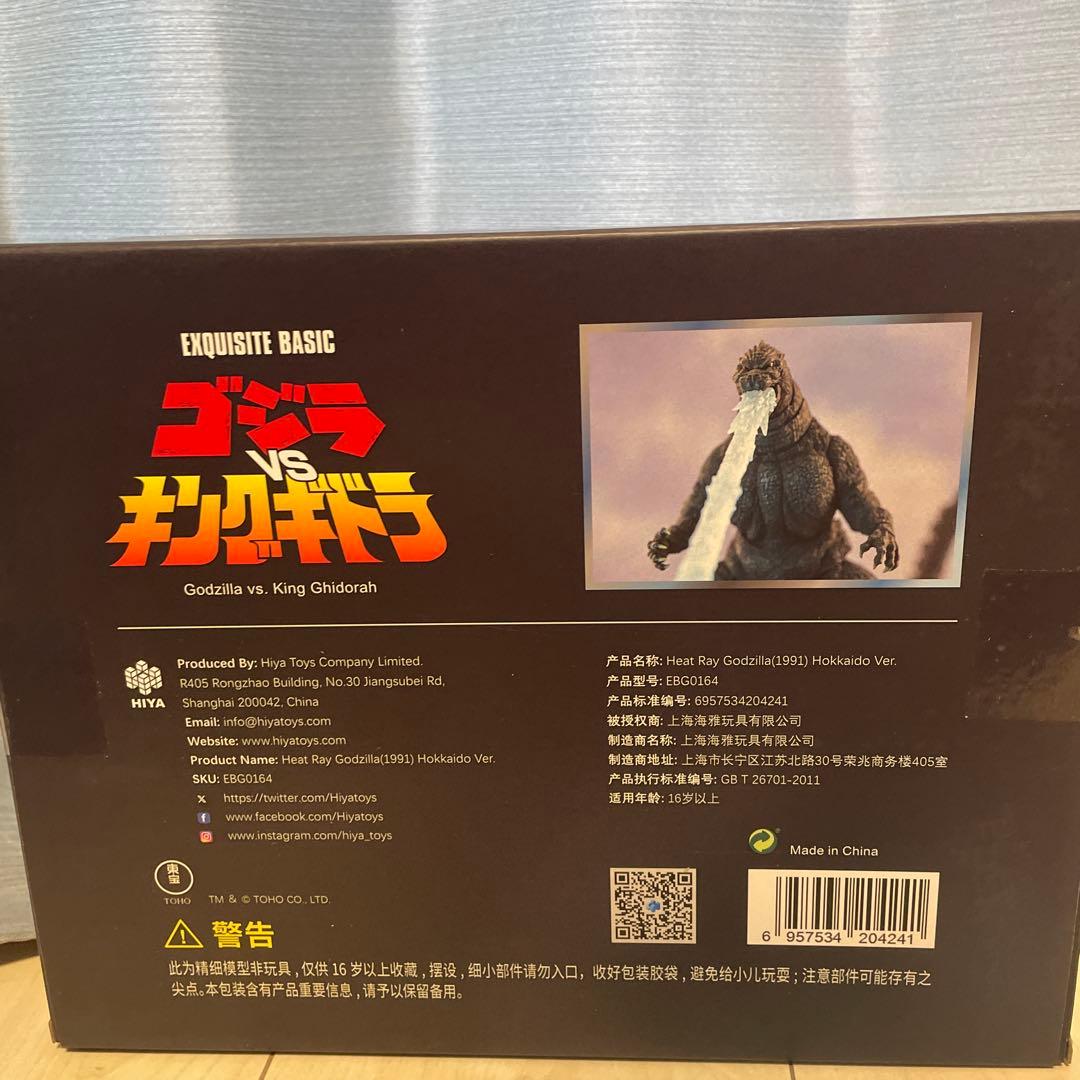 EXQUISITE BASIC
ゴジラ
VS
キングギドラ
Godzilla vs. King Ghidorah
HIYA
Produced By: Hiya Toys Company Limited.
R405 Rongzhao Building, No.30 Jiangsubei Rd,
Shanghai 200042, China
Email: info@hiyatoys.com
Website: www.hiyatoys.com
Product Name: Heat Ray Godzilla(1991) Hokkaido Ver.
SKU: EBG0164
X https://twitter.com/Hiyatoys
f www.facebook.com/Hiyatoys
www.instagram.com/hiya_toys
产品名称: Heat Ray Godzilla(1991) Hokkaido Ver.
产品型号: EBG0164
产品标准编号: 6957534204241
被授权商: 上海海雅玩具有限公司
制造商名称: 上海海雅玩具有限公司
制造商地址: 上海市长宁区江苏北路30号荣兆商务楼405室
产品执行标准编号: GB T 26701-2011
适用年龄: 16岁以上
Made in China
6 957534 204241
東宝
TOHO
TM & © TOHO CO., LTD.
警告
此为精细模型非玩具,仅供 16 岁以上收藏,摆设,细小部件请勿入口,收好包装胶袋,避免给小儿玩耍;注意部件可能存有之
尖点。本包装含有产品重要信息,请予以保留备用。